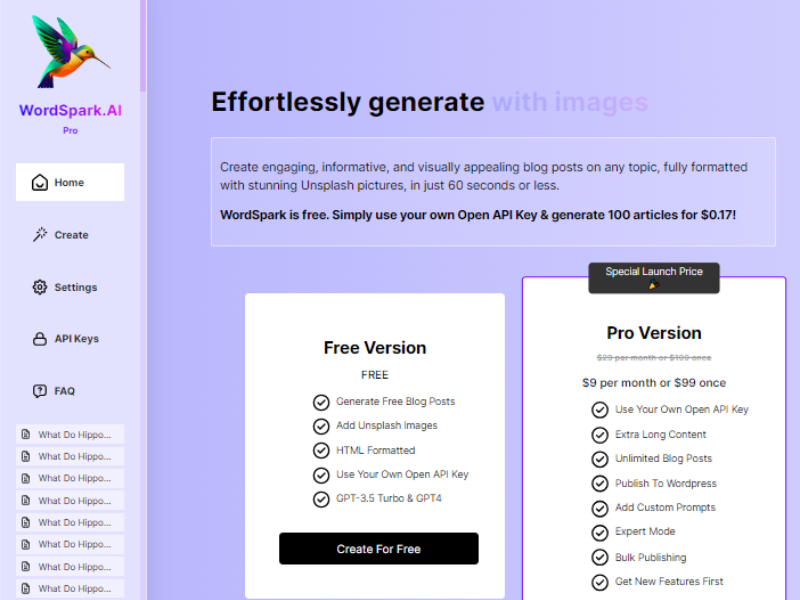 WordSpark.AI
Pro
Home
Create
Settings
API Keys
FAQ
What Do Hippo...
What Do Hippo...
What Do Hippo...
What Do Hippo...
What Do Hippo...
What Do Hippo...
What Do Hippo...
What Do Hippo...
Effortlessly generate with images
Create engaging, informative, and visually appealing blog posts on any topic, fully formatted
with stunning Unsplash pictures, in just 60 seconds or less.
WordSpark is free. Simply use your own Open API Key & generate 100 articles for $0.17!
Free Version
FREE
Generate Free Blog Posts
Add Unsplash Images
HTML Formatted
Use Your Own Open API Key
GPT-3.5 Turbo & GPT4
Create For Free
Special Launch Price
Pro Version
$29 per month or $199 once
$9 per month or $99 once
Use Your Own Open API Key
Extra Long Content
Unlimited Blog Posts
Publish To Wordpress
Add Custom Prompts
Expert Mode
Bulk Publishing
Get New Features First